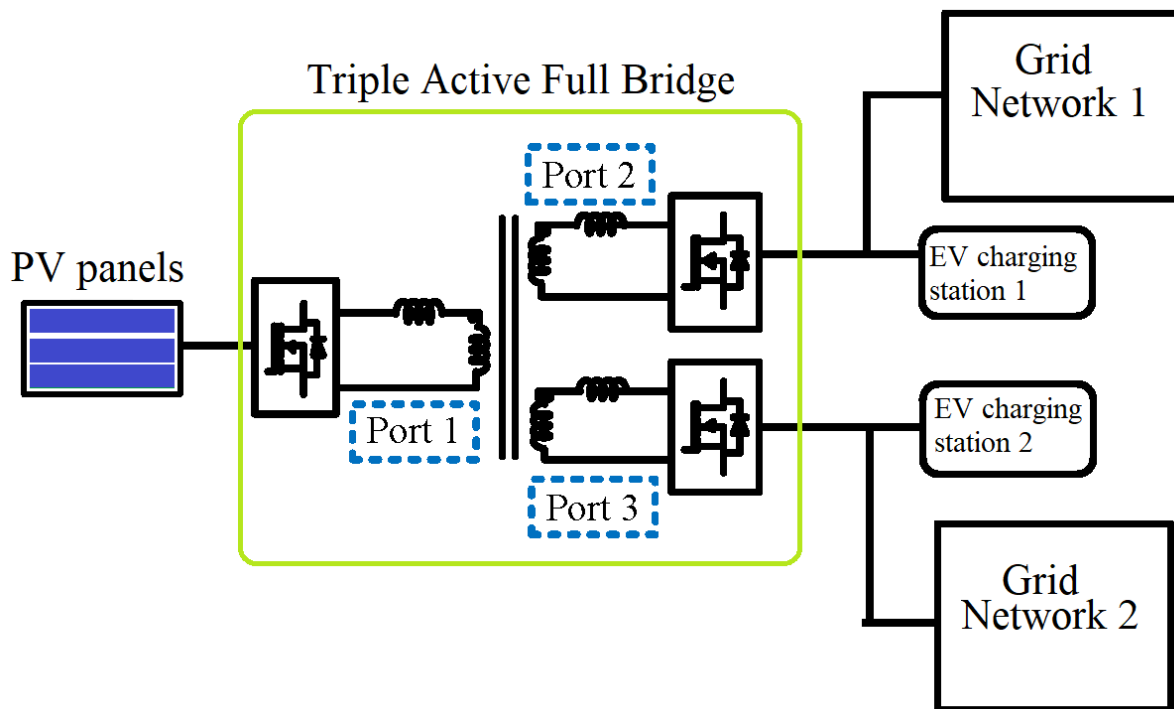 Triple Active Full Bridge
Grid
Network 1
Port 2
EV charging
station 1
PV panels
Port 1
EV charging
station 2
Port 3
Grid
Network 2